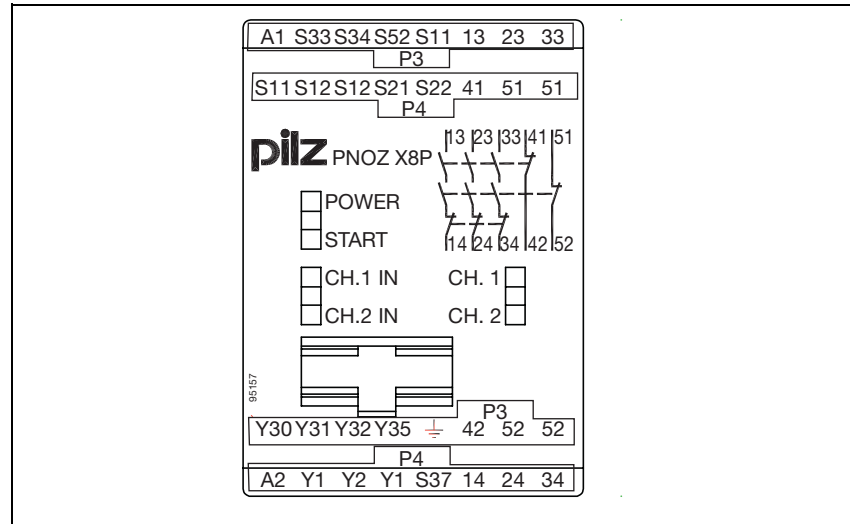 A1 S33 S34 S52 S11 13 23 33
P3
S11 S12 S12 S21 S22 41 51 51
P4
pilz PNOZ X8P
13 23 33 41 51
POWER
START
14 24 34 42 52
CH.1 IN CH. 1
CH.2 IN CH. 2
95157
P3
Y30 Y31 Y32 Y35 42 52 52
P4
A2 Y1 Y2 Y1 S37 14 24 34